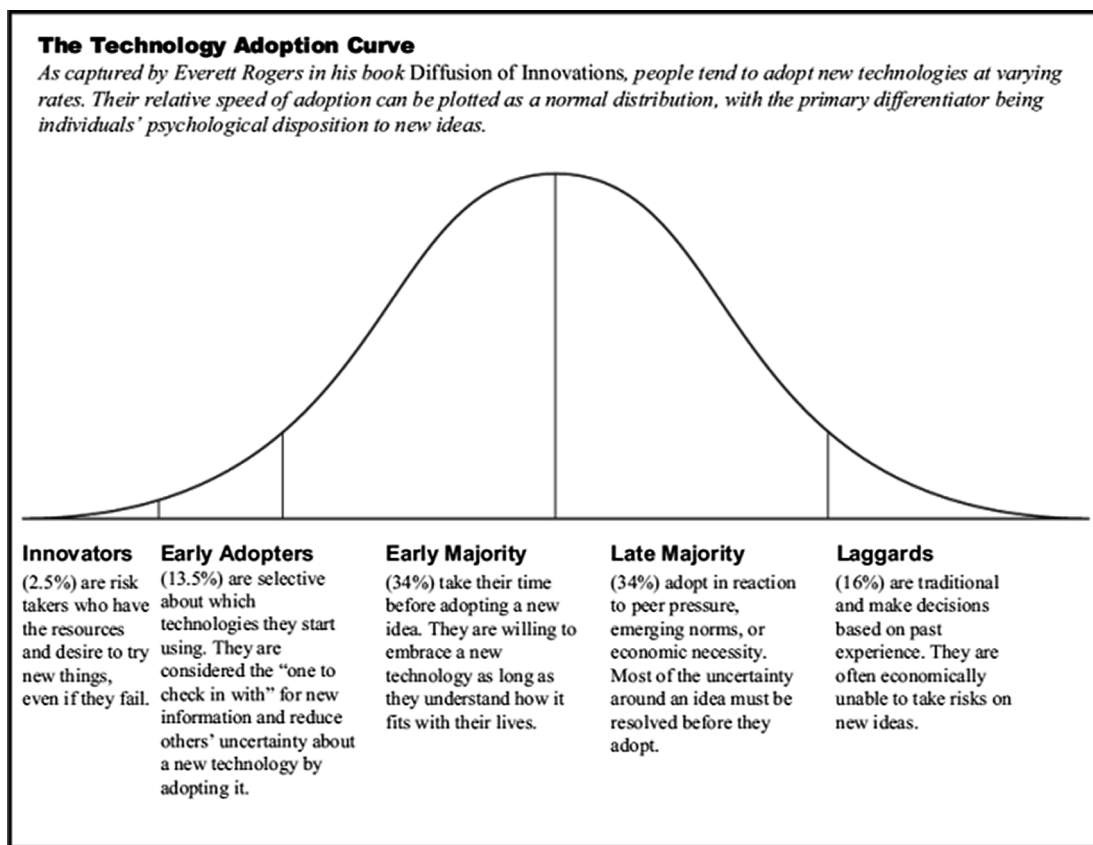 The Technology Adoption Curve
As captured by Everett Rogers in his book Diffusion of Innovations, people tend to adopt new technologies at varying
rates. Their relative speed of adoption can be plotted as a normal distribution, with the primary differentiator being
individuals' psychological disposition to new ideas.
Innovators
(2.5%) are risk
takers who have
the resources
and desire to try
new things,
even if they fail.
Early Adopters
(13.5%) are selective
about which
technologies they start
using. They are
considered the “one to
check in with” for new
information and reduce
others’ uncertainty about
a new technology by
adopting it.
Early Majority
(34%) take their time
before adopting a new
idea. They are willing to
embrace a new
technology as long as
they understand how it
fits with their lives.
Late Majority
(34%) adopt in reaction
to peer pressure,
emerging norms, or
economic necessity.
Most of the uncertainty
around an idea must be
resolved before they
adopt.
Laggards
(16%) are traditional
and make decisions
based on past
experience. They are
often economically
unable to take risks on
new ideas.